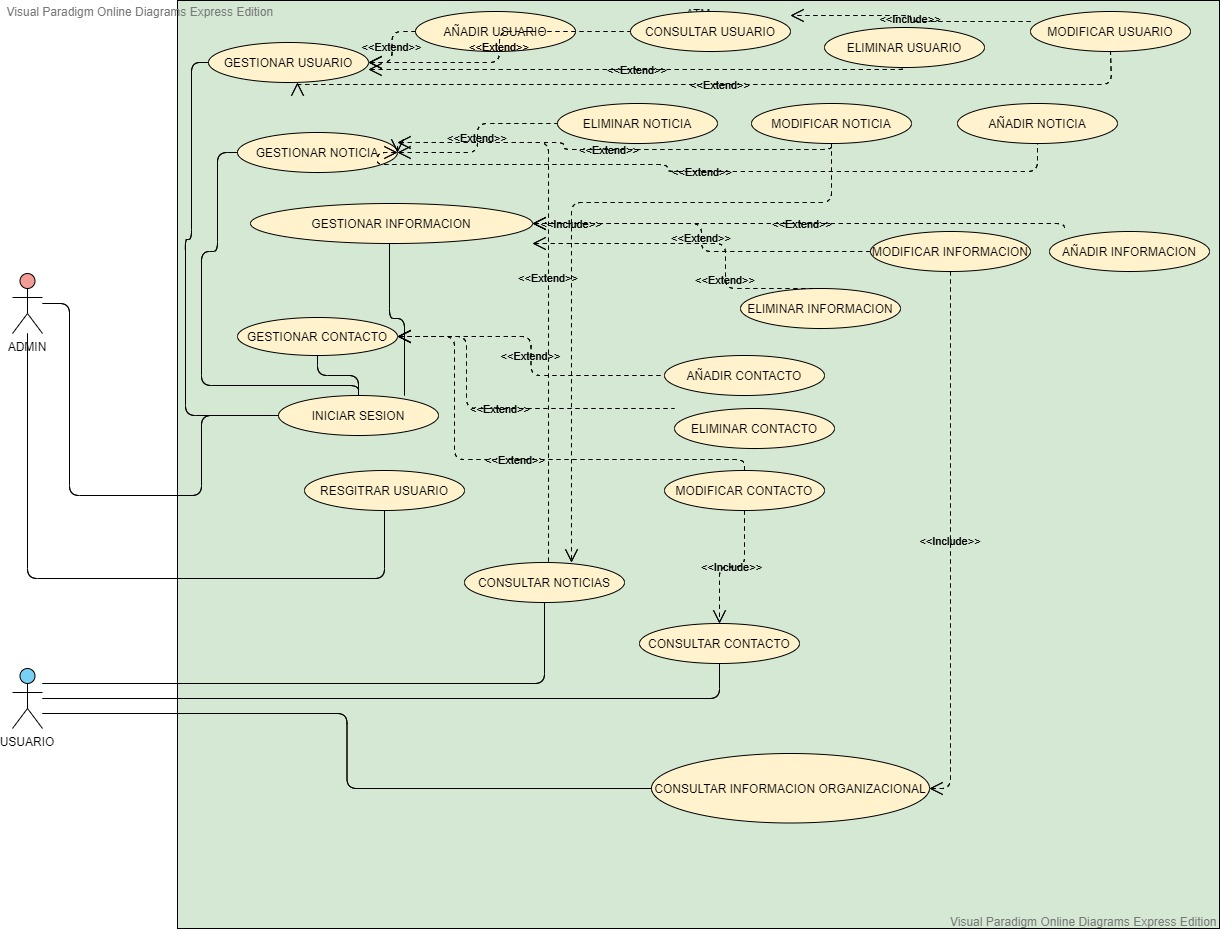 Visual Paradigm Online Diagrams Express Edition
AÑADIR USUARIO
CONSULTAR USUARIO
<<Include>>
MODIFICAR USUARIO
<<Extend>>
<<Extend>>
ELIMINAR USUARIO
GESTIONAR USUARIO
<<Extend>>
<<Extend>>
ELIMINAR NOTICIA
MODIFICAR NOTICIA
AÑADIR NOTICIA
<<Extend>>
GESTIONAR NOTICIA
<<Extend>>
<<Extend>>
GESTIONAR INFORMACION
<<Include>>
<<Extend>>
<<Extend>>
MODIFICAR INFORMACION
AÑADIR INFORMACION
<<Extend>>
<<Extend>>
ELIMINAR INFORMACION
GESTIONAR CONTACTO
ADMIN
<<Extend>>
AÑADIR CONTACTO
<<Extend>>
INICIAR SESION
ELIMINAR CONTACTO
<<Extend>>
RESGITRAR USUARIO
MODIFICAR CONTACTO
<<Include>>
<<Include>>
CONSULTAR NOTICIAS
CONSULTAR CONTACTO
USUARIO
CONSULTAR INFORMACION ORGANIZACIONAL
Visual Paradigm Online Diagrams Express Edition